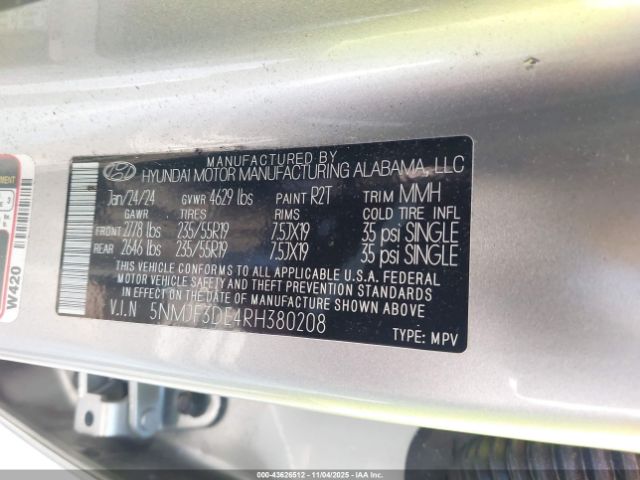 MANUFACTURED BY
HYUNDAI MOTOR MANUFACTURING ALABAMA, LLC
Jan/24/24 GVWR 4629 lbs PAINT R2T TRIM MMH
GAWR TIRES RIMS COLD TIRE INFL
FRONT 2778 lbs 235/55R19 7.5JX19 35 psi SINGLE
REAR 2646 lbs 235/55R19 7.5JX19 35 psi SINGLE
THIS VEHICLE CONFORMS TO ALL APPLICABLE U.S.A. FEDERAL
MOTOR VEHICLE SAFETY AND THEFT PREVENTION STANDARDS
IN EFFECT ON THE DATE OF MANUFACTURE SHOWN ABOVE.
V.I.N 5NMJF3DE4RH380208
TYPE: MPV
W420
000-43626512 - 11/04/2025 - IAAI.COM